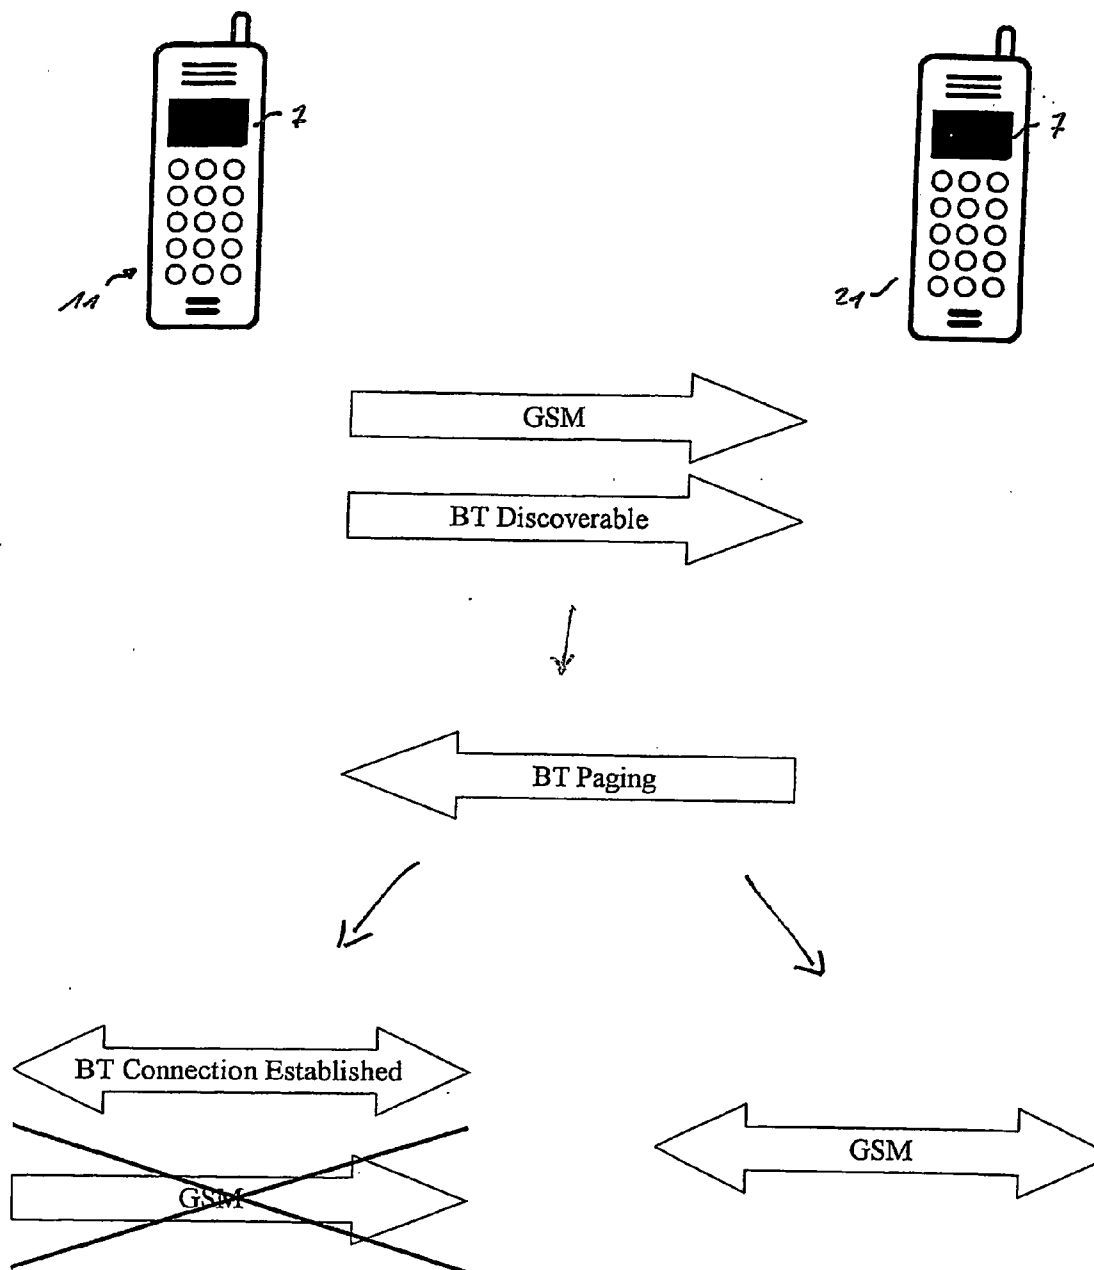 7
7
11
21
GSM
BT Discoverable
BT Paging
BT Connection Established
GSM
GSM